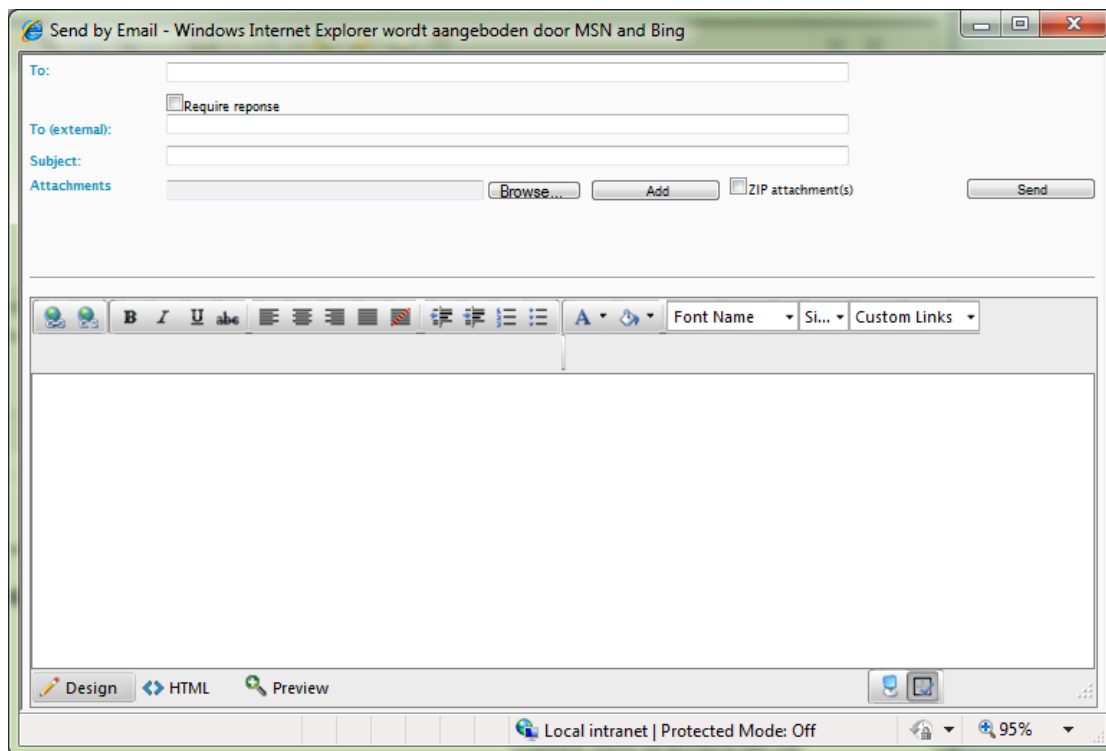 Send by Email - Windows Internet Explorer wordt aangeboden door MSN and Bing
To:
Require reponse
To (external):
Subject:
Attachments Browse... Add ZIP attachment(s) Send
B I U abc A Font Name Si... Custom Links
Design HTML Preview
Local intranet | Protected Mode: Off 95%